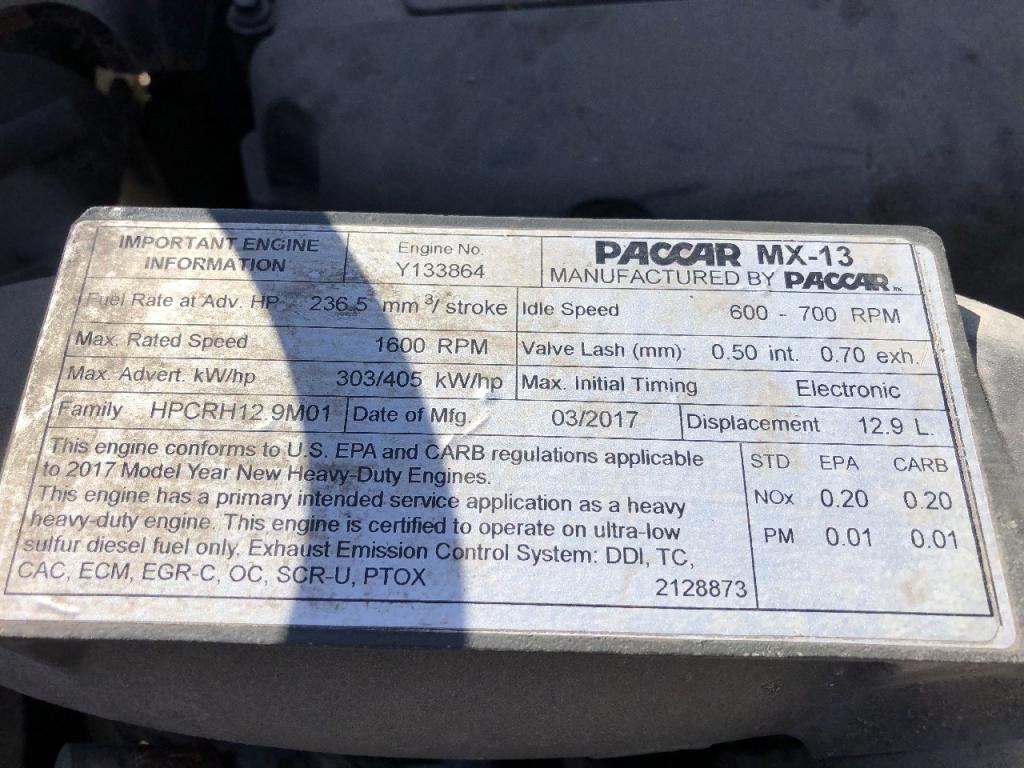 IMPORTANT ENGINE
INFORMATION
Engine No.
Y133864
PACCAR MX-13
MANUFACTURED BY PACCAR INC
Fuel Rate at Adv. HP 236.5 mm³/ stroke
Idle Speed 600 - 700 RPM
Max. Rated Speed 1600 RPM
Valve Lash (mm) 0.50 int. 0.70 exh.
Max. Advert. kW/hp 303/405 kW/hp
Max. Initial Timing Electronic
Family HPCRH12.9M01
Date of Mfg. 03/2017
Displacement 12.9 L.
This engine conforms to U.S. EPA and CARB regulations applicable
to 2017 Model Year New Heavy-Duty Engines.
This engine has a primary intended service application as a heavy
heavy-duty engine. This engine is certified to operate on ultra-low
sulfur diesel fuel only. Exhaust Emission Control System: DDI, TC,
CAC, ECM, EGR-C, OC, SCR-U, PTOX
2128873
STD EPA CARB
NOx 0.20 0.20
PM 0.01 0.01